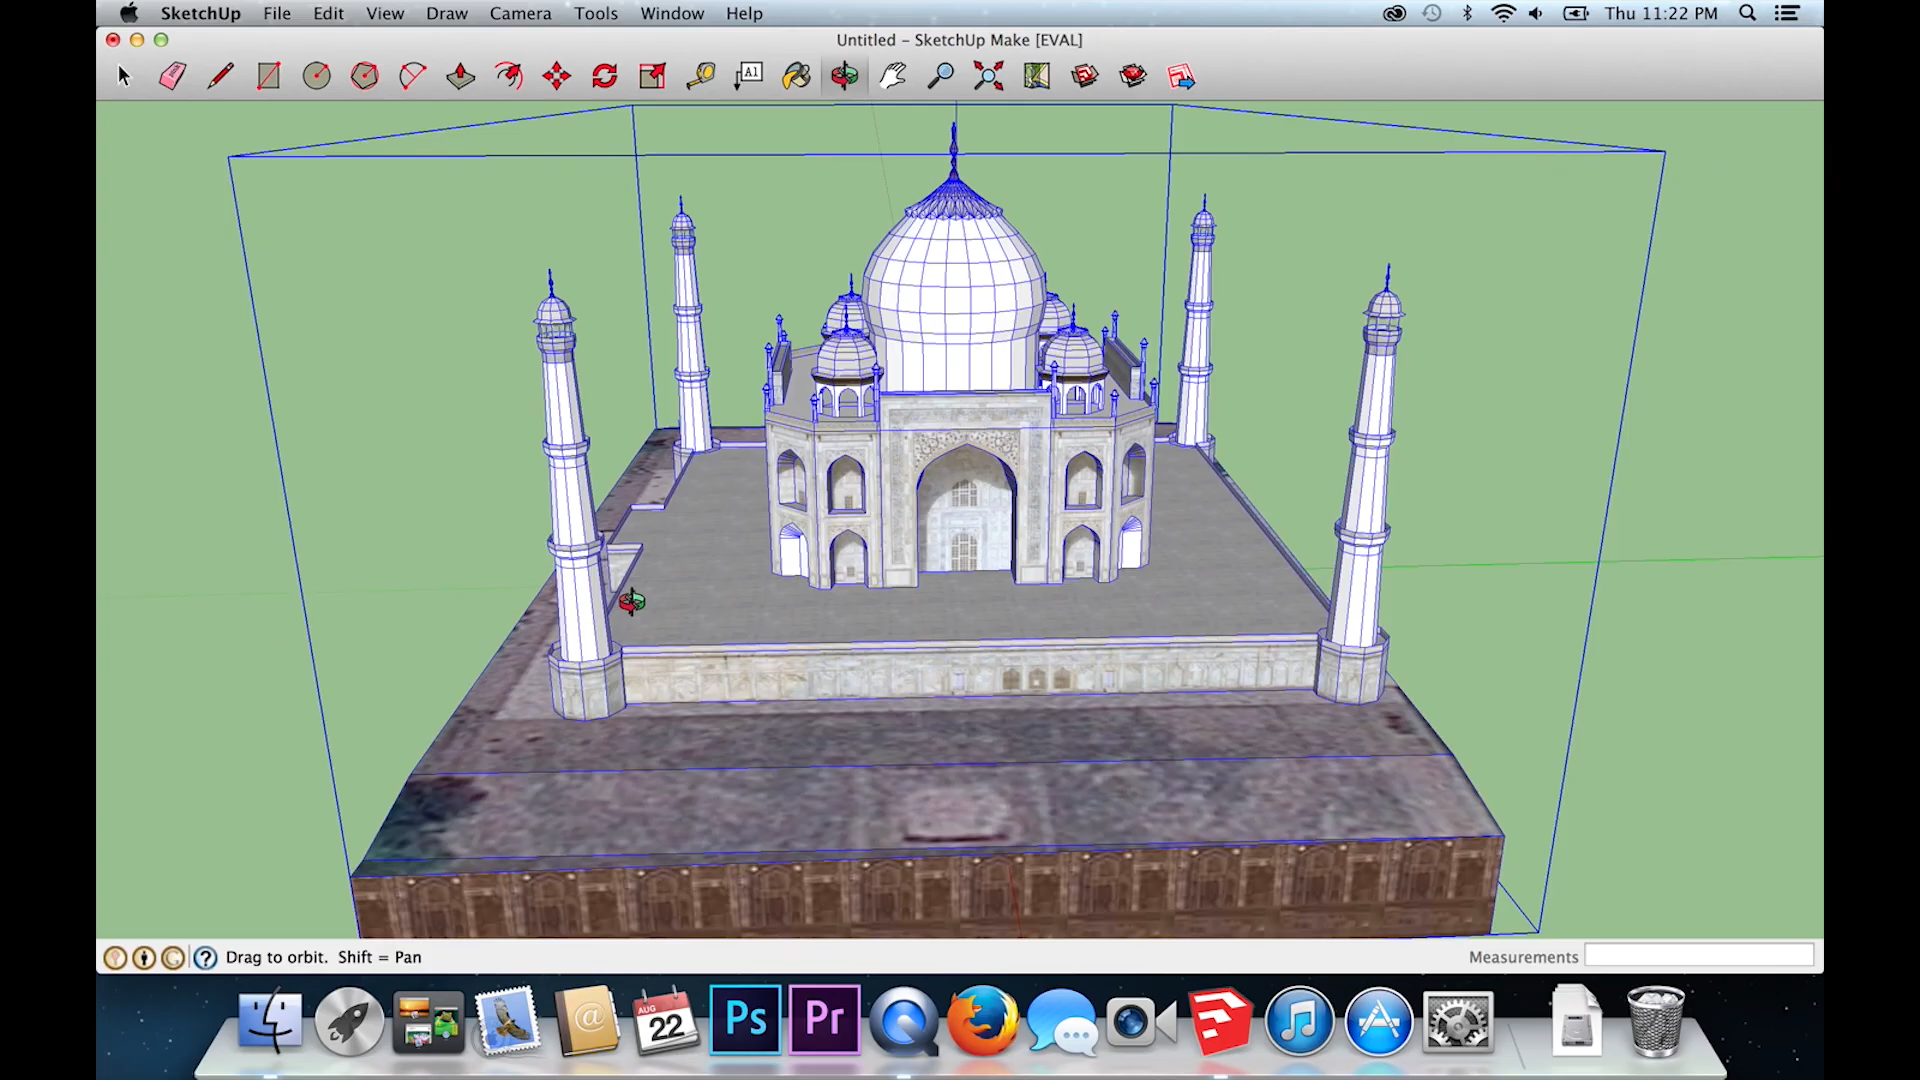 SketchUp File Edit View Draw Camera Tools Window Help Thu 11:22 PM
Untitled – SketchUp Make [EVAL]
A1
Drag to orbit. Shift = Pan Measurements
AUG
22
Ps
Pr
@